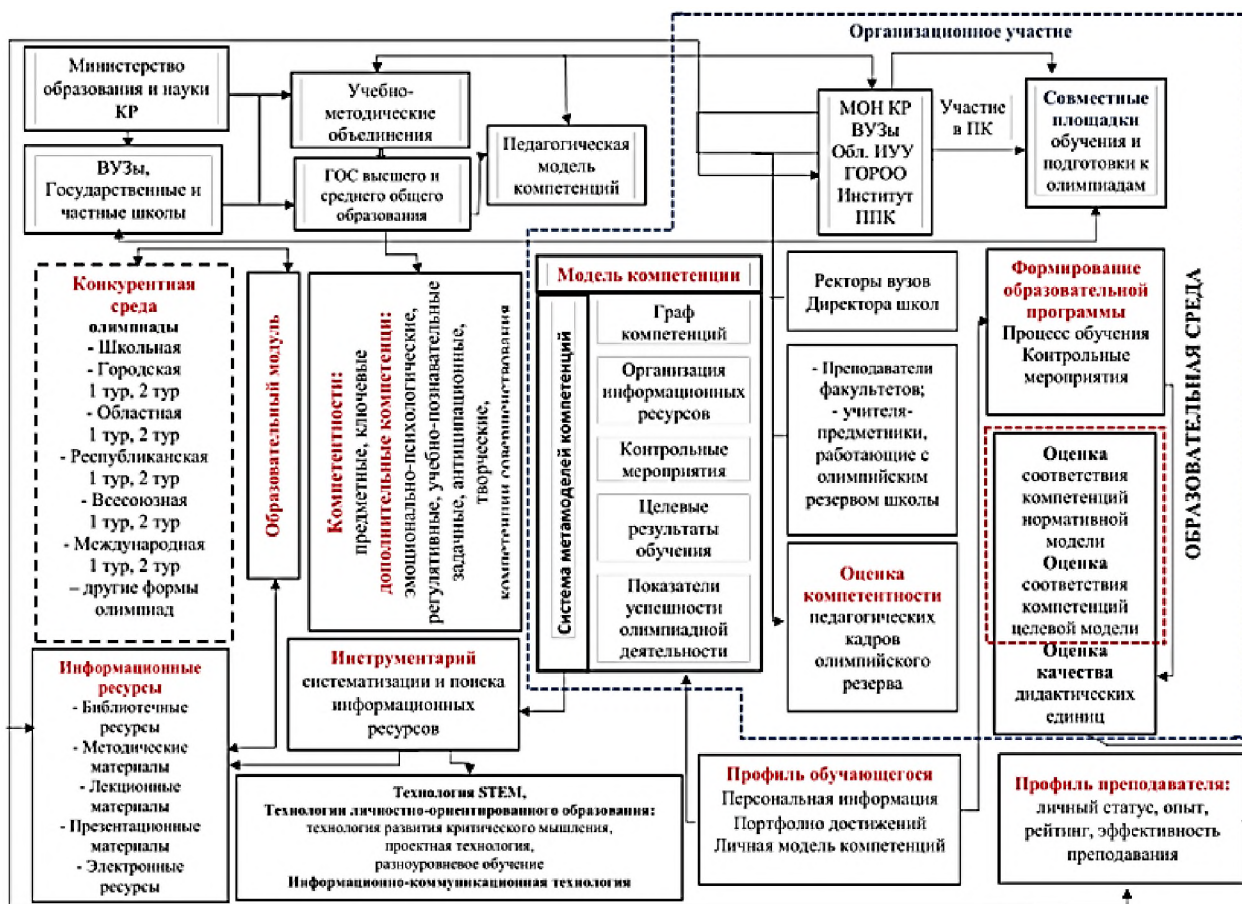 Организационное участие
Министерство
образования и науки
КР
Учебно-
методические
объединения
МОН КР
ВУЗы
Обл. ИУУ
ГОРОО
Институт
ППК
Участие
в ПК
Совместные
площадки
обучения и
подготовки к
олимпиадам
Педагогическая
модель
компетенций
ВУЗы,
Государственные и
частные школы
ГОС высшего и
среднего общего
образования
Конкурентная
среда
олимпиады
- Школьная
- Городская
1 тур, 2 тур
- Областная
1 тур, 2 тур
- Республиканская
1 тур, 2 тур
- Всесоюзная
1 тур, 2 тур
- Международная
1 тур, 2 тур
– другие формы
олимпиад
Образовательный модуль
Компетентности:
предметные, ключевые
дополнительные компетенци:
эмоционально-психологические,
регулятивные, учебно-познавательные
задачные, антиципационные,
творческие,
компетенции совершенствования
Модель компетенции
Система метамоделей компетенций
Граф
компетенций
Организация
информационных
ресурсов
Контрольные
мероприятия
Целевые
результаты
обучения
Показатели
успешности
олимпиадной
деятельности
Ректоры вузов
Директора школ
- Преподаватели
факультетов;
- учителя-
предметники,
работающие с
олимпийским
резервом школы
Оценка
компетентности
педагогических
кадров
олимпийского
резерва
Формирование
образовательной
программы
Процесс обучения
Контрольные
мероприятия
ОБРАЗОВАТЕЛЬНАЯ СРЕДА
Оценка
соответствия
компетенций
нормативной
модели
Оценка
соответствия
компетенций
целевой модели
Оценка
качества
дидактических
единиц
Информационные
ресурсы
- Библиотечные
ресурсы
- Методические
материалы
- Лекционные
материалы
- Презентационные
материалы
- Электронные
ресурсы
Инструментарий
систематизации и поиска
информационных
ресурсов
Технология STEM,
Технологии личностно-ориентированного образования:
технология развития критического мышления,
проектная технология,
разноуровневое обучение
Информационно-коммуникационная технология
Профиль обучающегося
Персональная информация
Портфолио достижений
Личная модель компетенций
Профиль преподавателя:
личный статус, опыт,
рейтинг, эффективность
преподавания